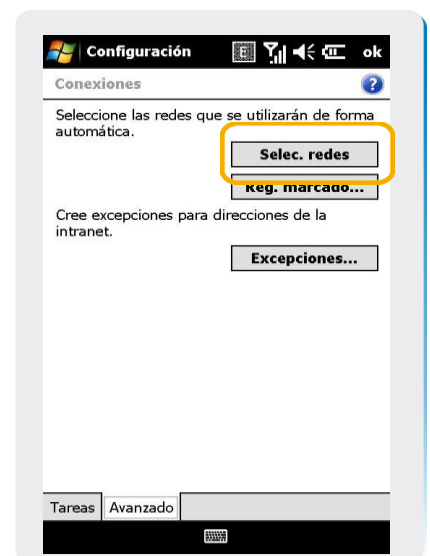 Configuración E ok
Conexiones ?
Seleccione las redes que se utilizarán de forma
automática.
Selec. redes
Reg. marcado...
Cree excepciones para direcciones de la
intranet.
Excepciones...
Tareas Avanzado